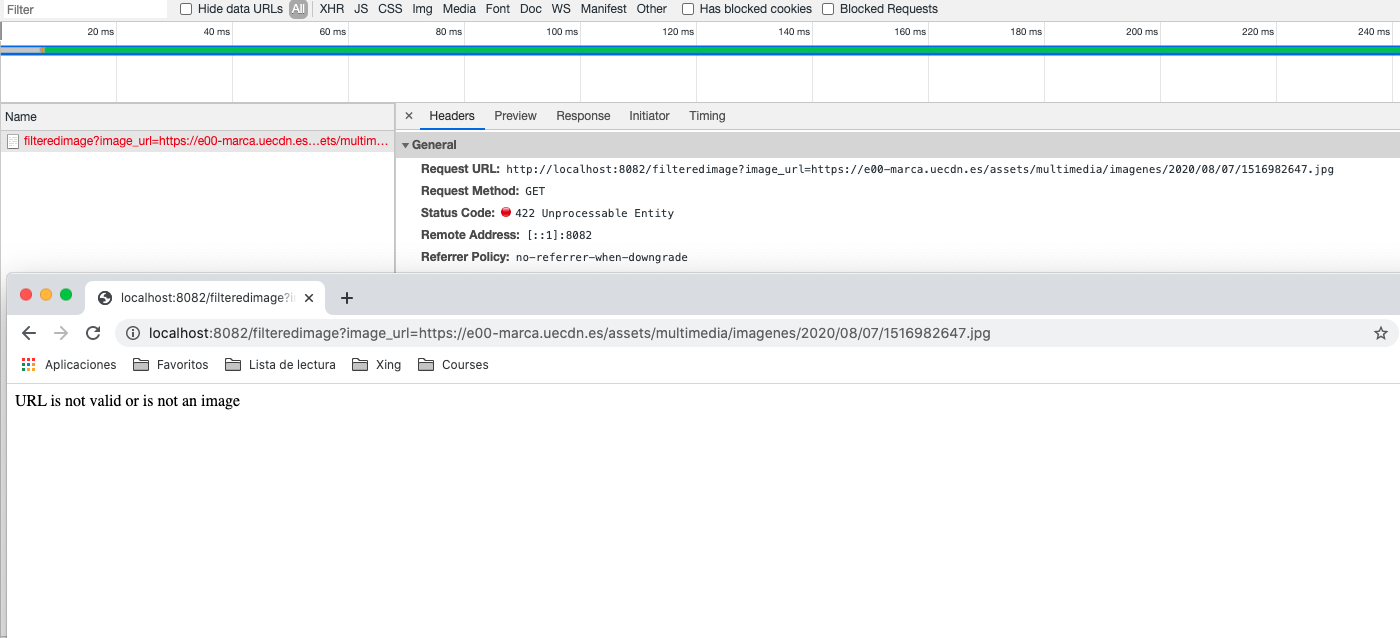 Filter Hide data URLs All XHR JS CSS Img Media Font Doc WS Manifest Other Has blocked cookies Blocked Requests
20 ms 40 ms 60 ms 80 ms 100 ms 120 ms 140 ms 160 ms 180 ms 200 ms 220 ms 240 ms
Name
filteredimage?image_url=https://e00-marca.uecdn.es…ets/multim…
× Headers Preview Response Initiator Timing
General
Request URL: http://localhost:8082/filteredimage?image_url=https://e00-marca.uecdn.es/assets/multimedia/imagenes/2020/08/07/1516982647.jpg
Request Method: GET
Status Code: 422 Unprocessable Entity
Remote Address: [::1]:8082
Referrer Policy: no-referrer-when-downgrade
localhost:8082/filteredimage?i
localhost:8082/filteredimage?image_url=https://e00-marca.uecdn.es/assets/multimedia/imagenes/2020/08/07/1516982647.jpg
Aplicaciones Favoritos Lista de lectura Xing Courses
URL is not valid or is not an image